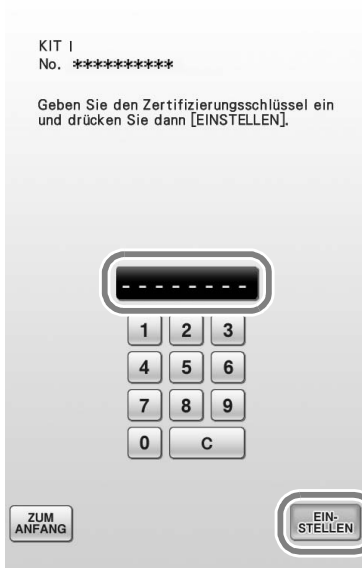 KIT I
No. **********
Geben Sie den Zertifizierungsschlüssel ein
und drücken Sie dann [EINSTELLEN].
- - - - - - - -
1 2 3
4 5 6
7 8 9
0 C
ZUM
ANFANG
EIN-
STELLEN